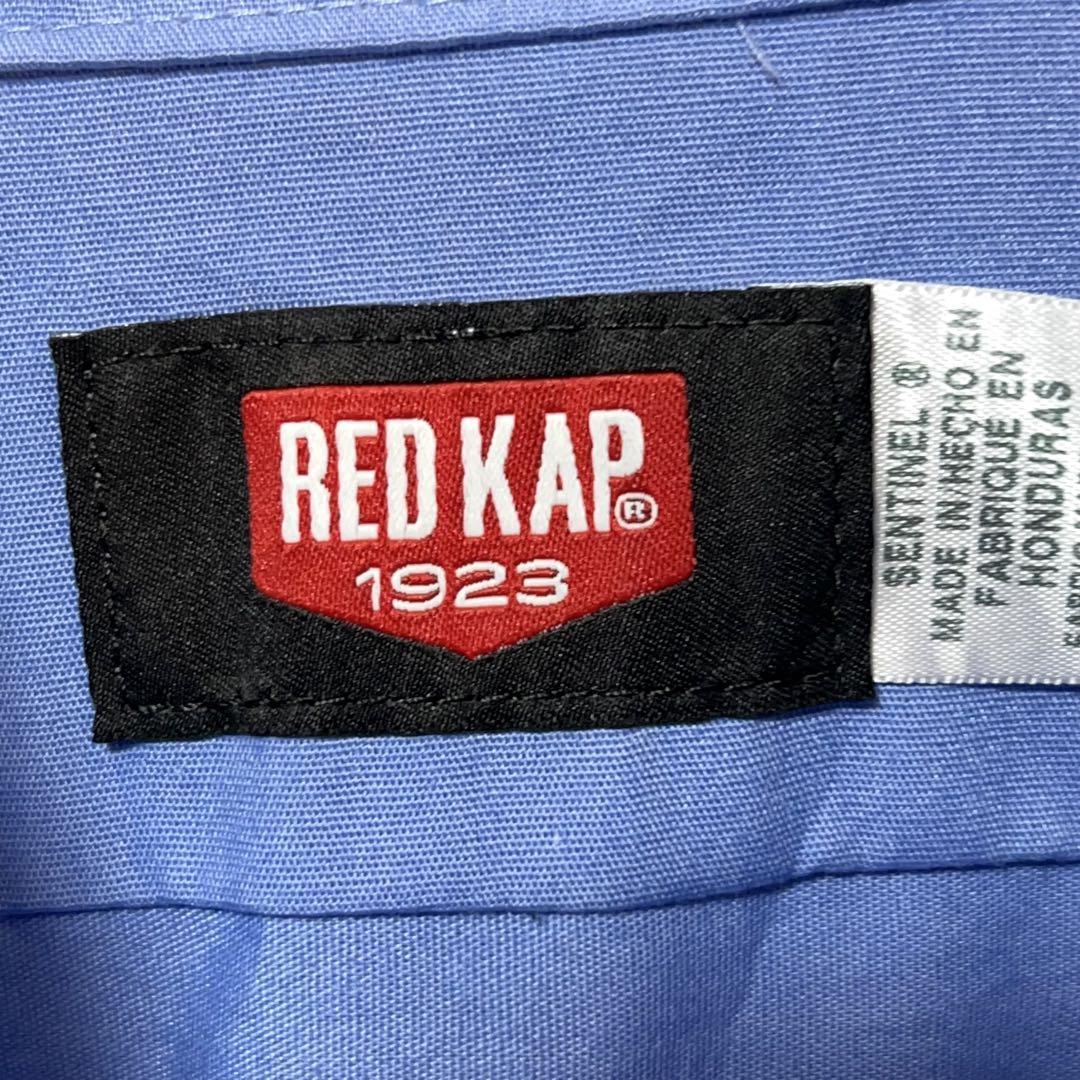 RED KAP®
1923
SENTINEL ®
MADE IN/HECHO EN
FABRIQUE EN
HONDURAS